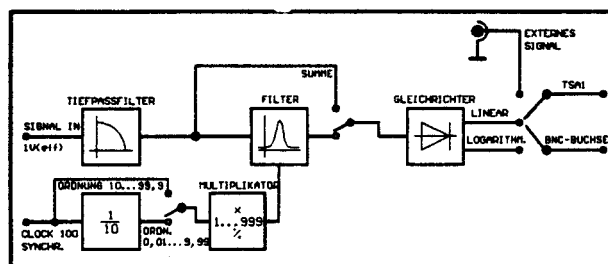 EXTERNES
SIGNAL
SUMME
TSA1
TIEFPASSFILTER
FILTER
GLEICHRICHTER
LINEAR
SIGNAL IN
1V(eff)
LOGARITHM.
BNC-BUCHSE
ORDNUNG 10...99,9
MULTIPLIKATOR
1
10
X
1...999
%
CLOCK 100
SYNCHR.
ORDN.
0,01...9,99